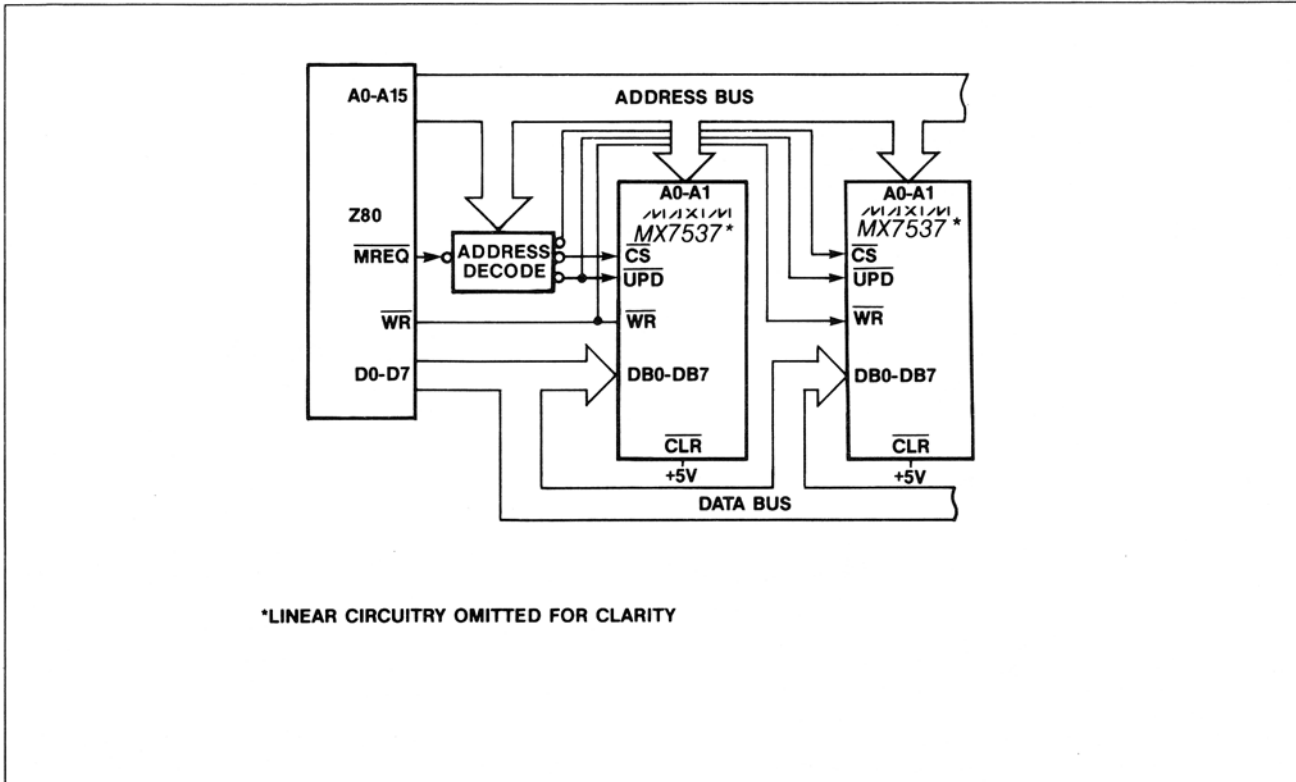 A0-A15
ADDRESS BUS
Z80
MREQ
WR
D0-D7
ADDRESS
DECODE
A0-A1
MAXIM
MX7537*
CS
UPD
WR
DB0-DB7
CLR
+5V
A0-A1
MAXIM
MX7537*
CS
UPD
WR
DB0-DB7
CLR
+5V
DATA BUS
*LINEAR CIRCUITRY OMITTED FOR CLARITY